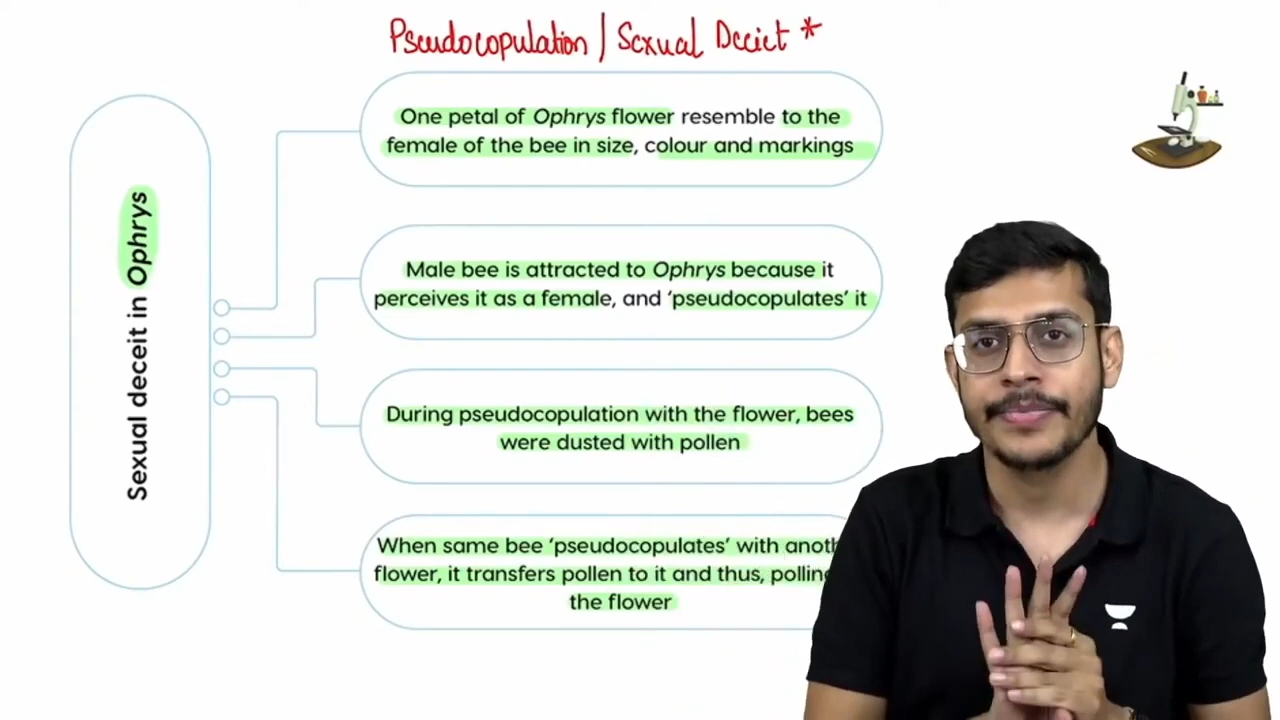 Pseudocopulation / Sexual Deciet *
One petal of Ophrys flower resemble to the
female of the bee in size, colour and markings
Sexual deceit in Ophrys
Male bee is attracted to Ophrys because it
perceives it as a female, and 'pseudocopulates' it
During pseudocopulation with the flower, bees
were dusted with pollen
When same bee 'pseudocopulates' with anoth
flower, it transfers pollen to it and thus, pollin
the flower